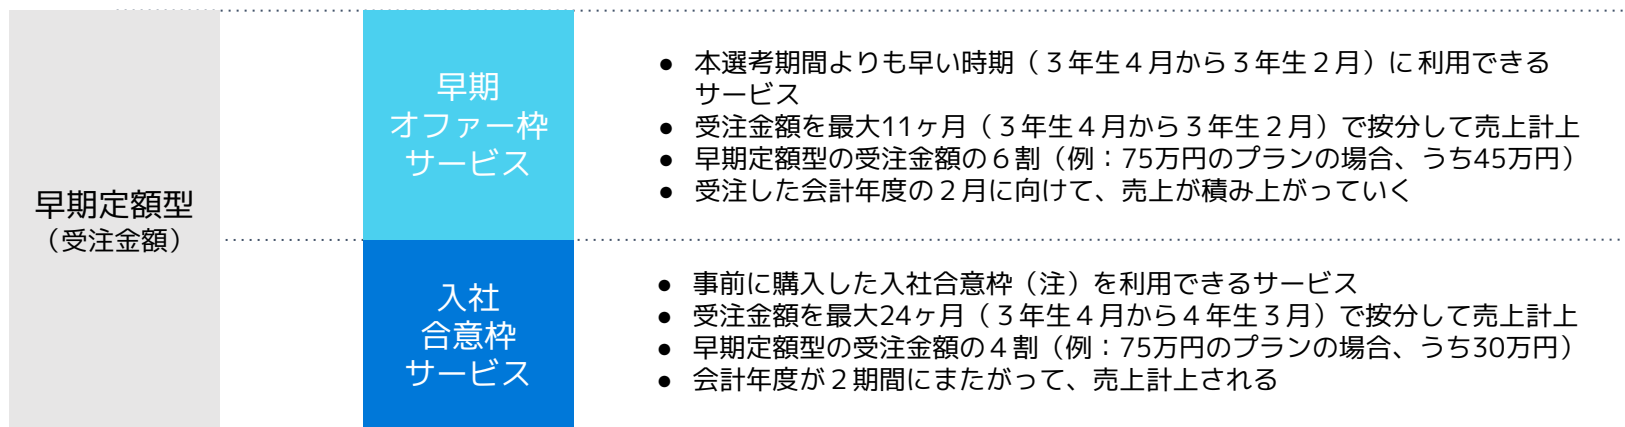 早期定額型
（受注金額）
早期
オファー枠
サービス
● 本選考期間よりも早い時期（３年生４月から３年生２月）に利用できる
サービス
● 受注金額を最大11ヶ月（３年生４月から３年生２月）で按分して売上計上
● 早期定額型の受注金額の６割（例：75万円のプランの場合、うち45万円）
● 受注した会計年度の２月に向けて、売上が積み上がっていく
入社
合意枠
サービス
● 事前に購入した入社合意枠（注）を利用できるサービス
● 受注金額を最大24ヶ月（３年生４月から４年生３月）で按分して売上計上
● 早期定額型の受注金額の４割（例：75万円のプランの場合、うち30万円）
● 会計年度が２期間にまたがって、売上計上される